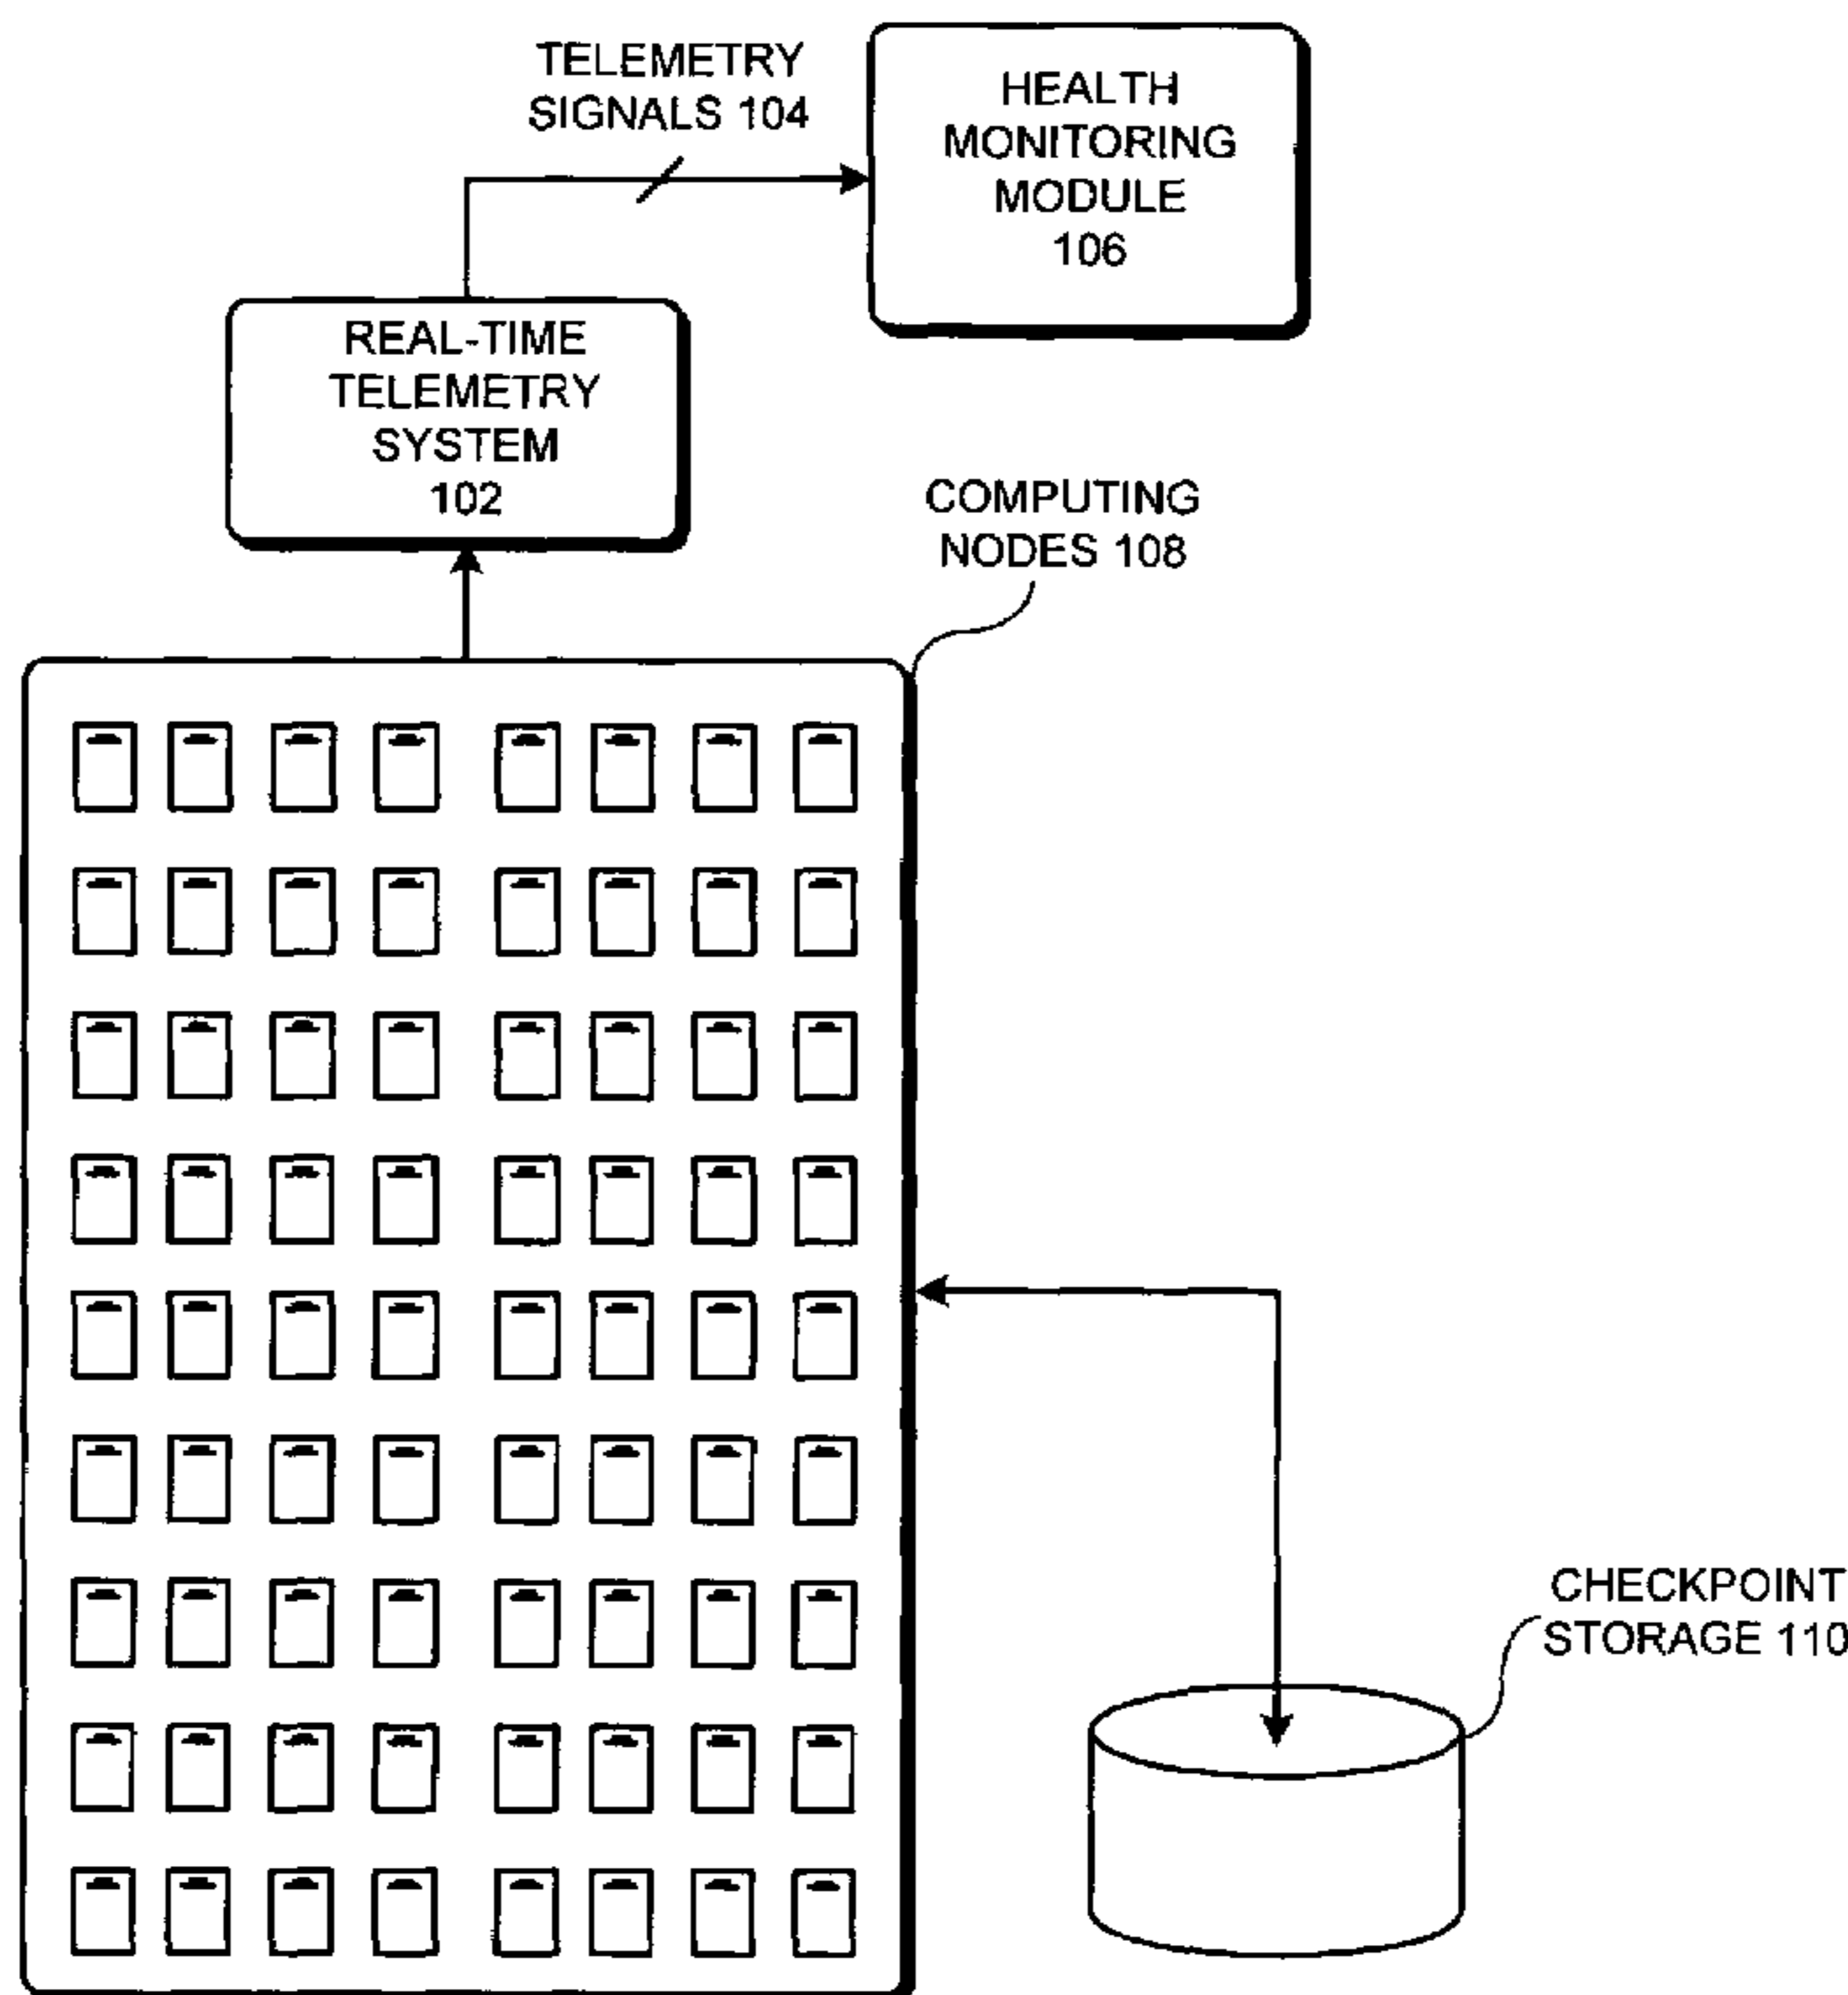 TELEMETRY
SIGNALS 104
HEALTH
MONITORING
MODULE
106
REAL-TIME
TELEMETRY
SYSTEM
102
COMPUTING
NODES 108
CHECKPOINT
STORAGE 110